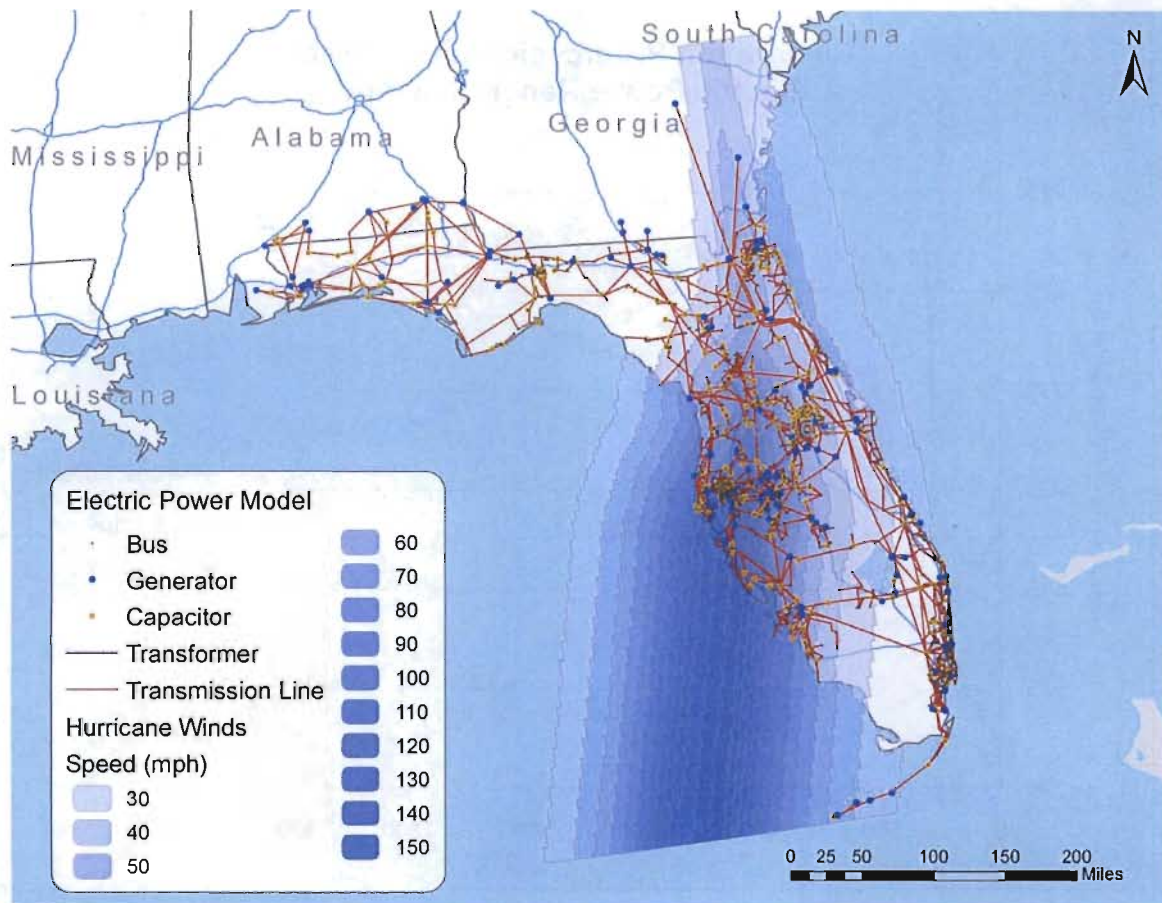 South Carolina
N
Georgia
Alabama
Mississippi
Louisiana
Electric Power Model
Bus
Generator
Capacitor
Transformer
Transmission Line
Hurricane Winds
Speed (mph)
30
40
50
60
70
80
90
100
110
120
130
140
150
0 25 50 100 150 200
Miles